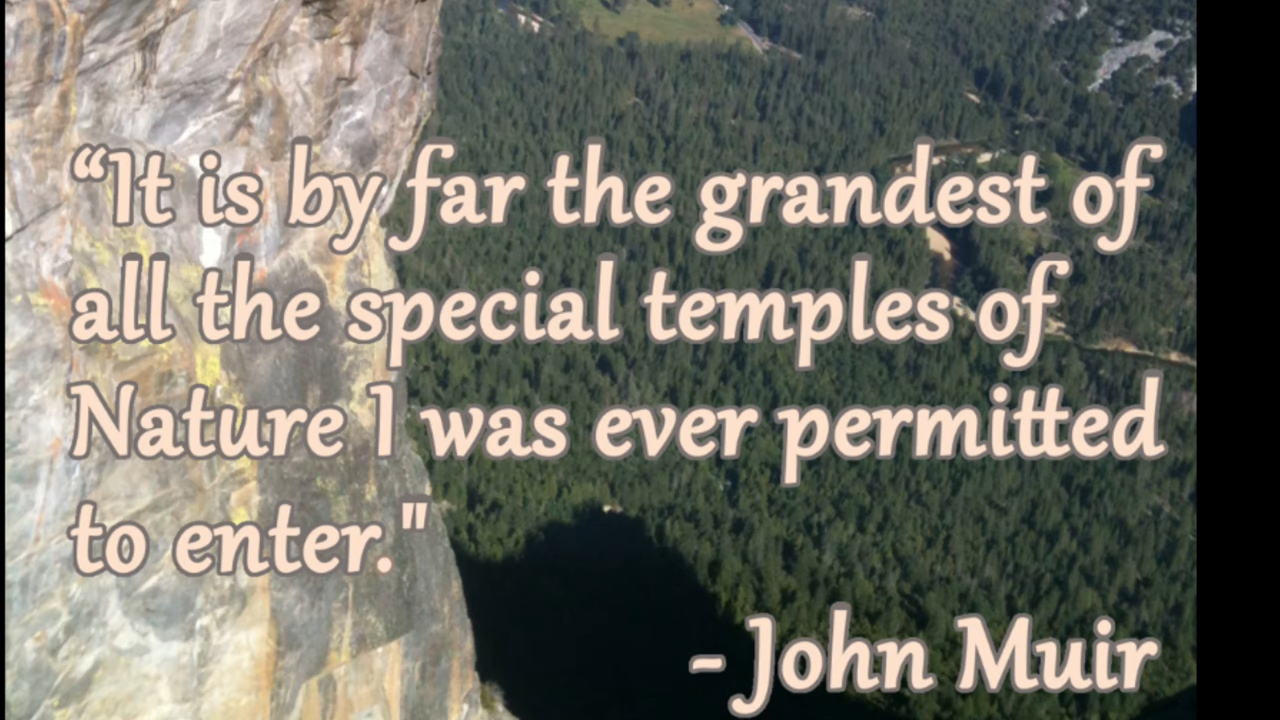 “It is by far the grandest of
all the special temples of
Nature I was ever permitted
to enter."
- John Muir